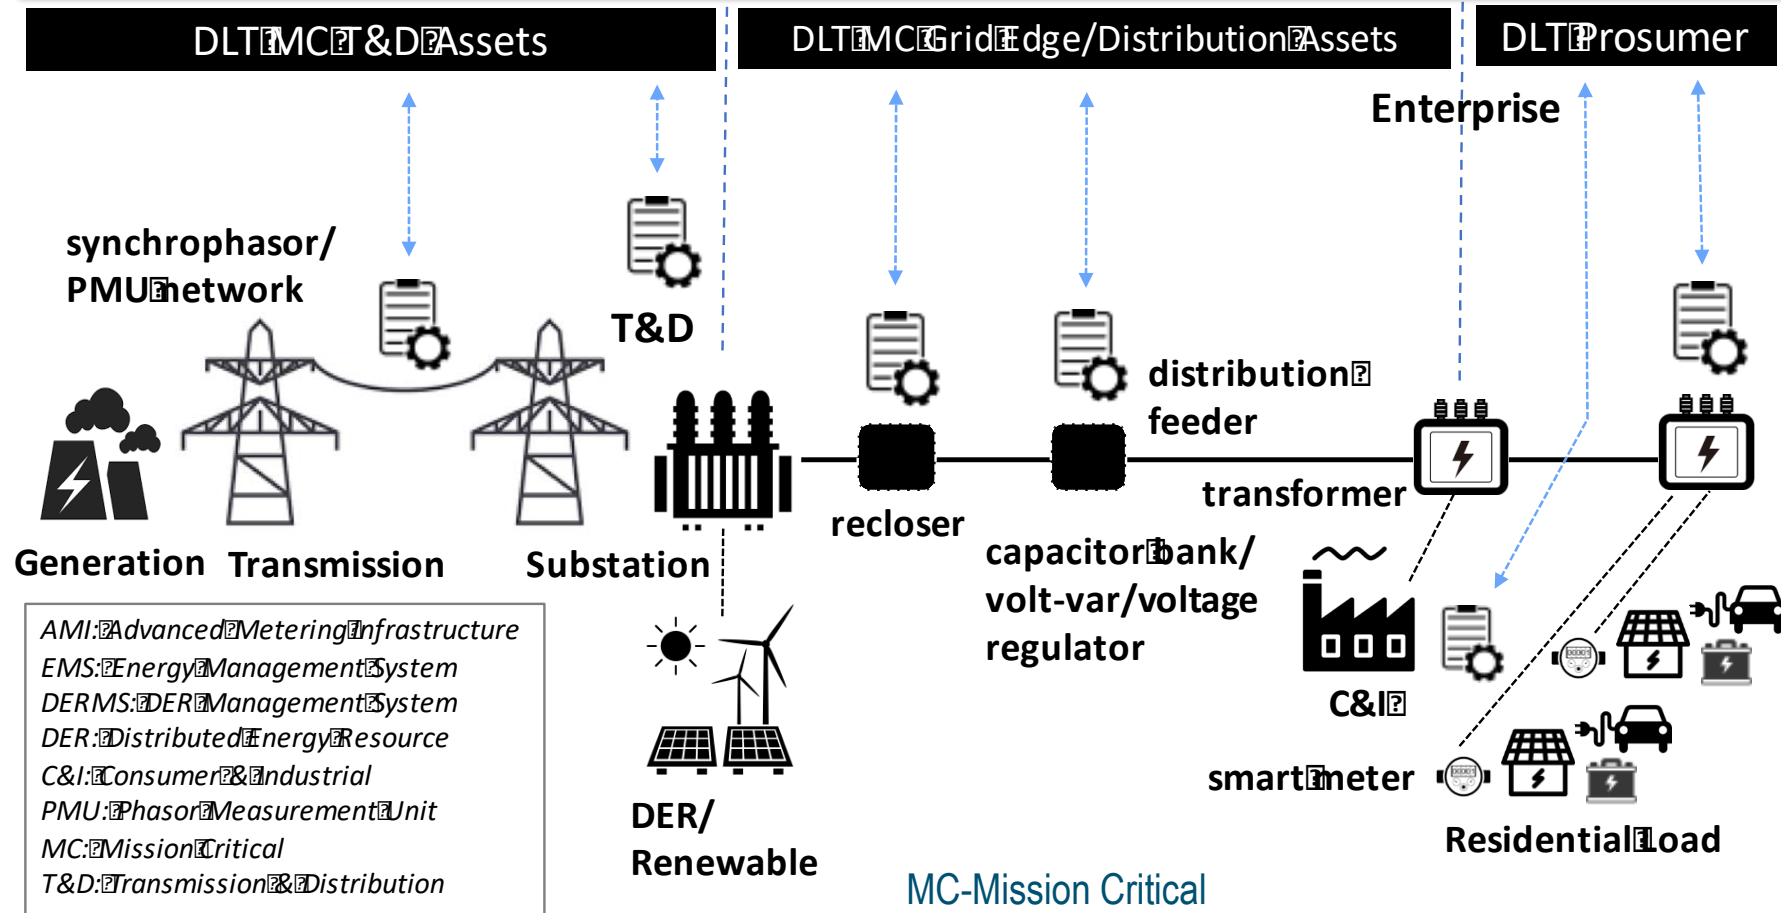 DLT MC T&D Assets
DLT MC Grid Edge/Distribution Assets
DLT Prosumer
Enterprise
synchrophasor/
PMU network
T&D
distribution
feeder
transformer
recloser
Generation
Transmission
Substation
capacitor bank/
volt-var/voltage
regulator
C&I
AMI: Advanced Metering Infrastructure
EMS: Energy Management System
DERMS: DER Management System
DER: Distributed Energy Resource
C&I: Consumer & Industrial
PMU: Phasor Measurement Unit
MC: Mission Critical
T&D: Transmission & Distribution
DER/
Renewable
smart meter
Residential Load
MC-Mission Critical